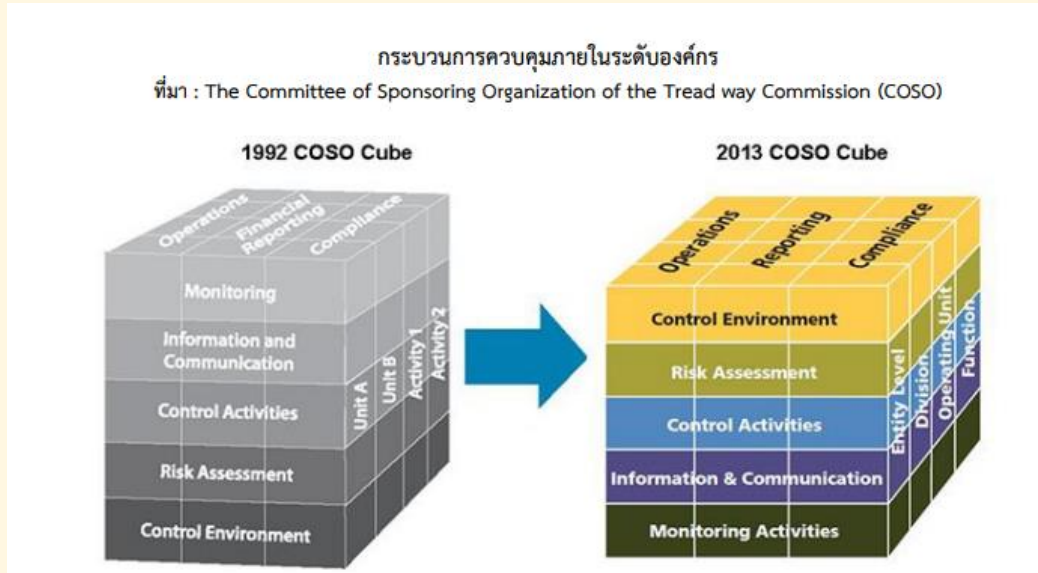 กระบวนการควบคุมภายในระดับองค์กร
ที่มา : The Committee of Sponsoring Organization of the Tread way Commission (COSO)
1992 COSO Cube
Operations
Financial
Reporting
Compliance
Monitoring
Information and
Communication
Control Activities
Risk Assessment
Control Environment
Unit A
Unit B
Activity 1
Activity 2
2013 COSO Cube
Operations
Reporting
Compliance
Control Environment
Risk Assessment
Control Activities
Information & Communication
Monitoring Activities
Entity Level
Division
Operating Unit
Function